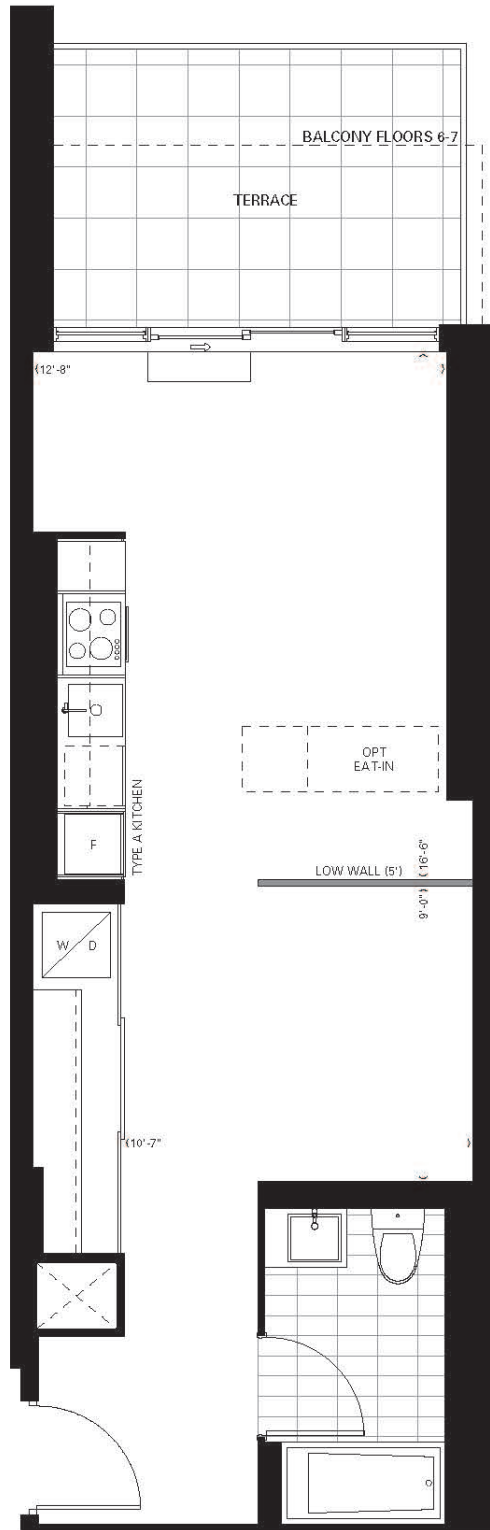 BALCONY FLOORS 6-7
TERRACE
12'-8"
OPT
EAT-IN
TYPE A KITCHEN
F
LOW WALL (5')
16'-6"
9'-0"
W D
10'-7"